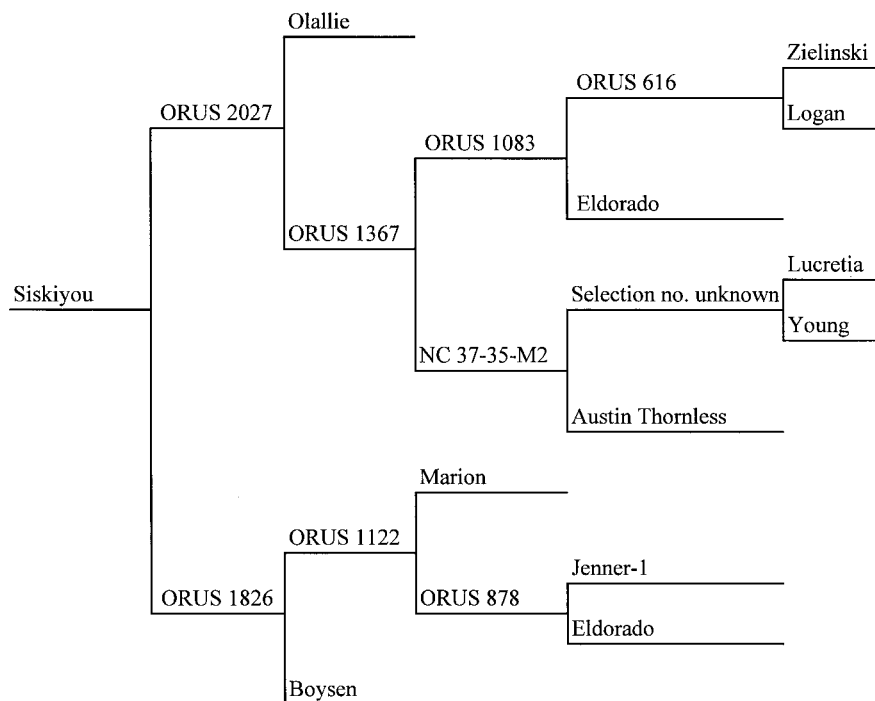 Olallie
Zielinski
ORUS 616
ORUS 2027
Logan
ORUS 1083
Eldorado
ORUS 1367
Lucretia
Siskiyou
Selection no. unknown
Young
NC 37-35-M2
Austin Thornless
Marion
ORUS 1122
Jenner-1
ORUS 1826
ORUS 878
Eldorado
Boysen